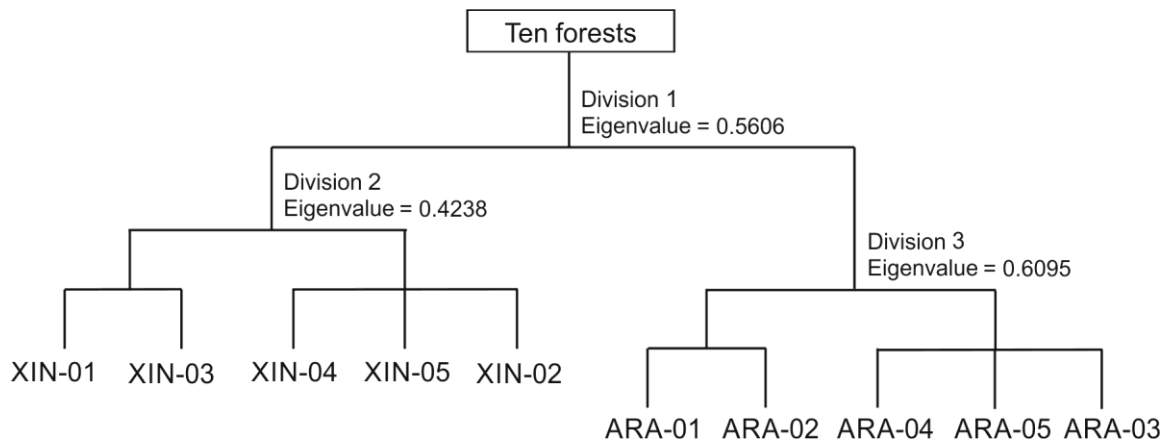 Ten forests
Division 1
Eigenvalue = 0.5606
Division 2
Eigenvalue = 0.4238
Division 3
Eigenvalue = 0.6095
XIN-01 XIN-03 XIN-04 XIN-05 XIN-02
ARA-01 ARA-02 ARA-04 ARA-05 ARA-03